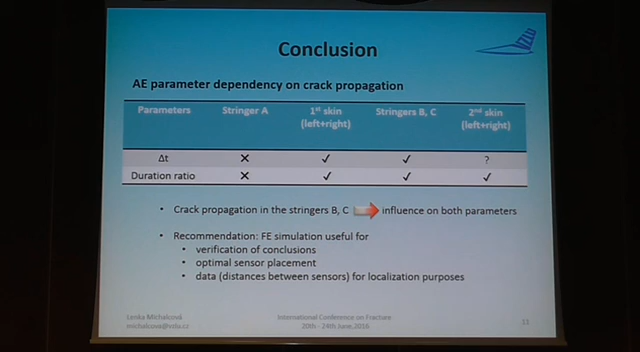 Conclusion
AE parameter dependency on crack propagation
Parameters Stringer A 1st skin (left+right) Stringers B, C 2nd skin (left+right)
Δt ✕ ✓ ✓ ?
Duration ratio ✕ ✓ ✓ ✓
• Crack propagation in the stringers B, C influence on both parameters
• Recommendation: FE simulation useful for
• verification of conclusions
• optimal sensor placement
• data (distances between sensors) for localization purposes
Lenka Michalcová
International Conference on Fracture
20th - 24th June, 2016